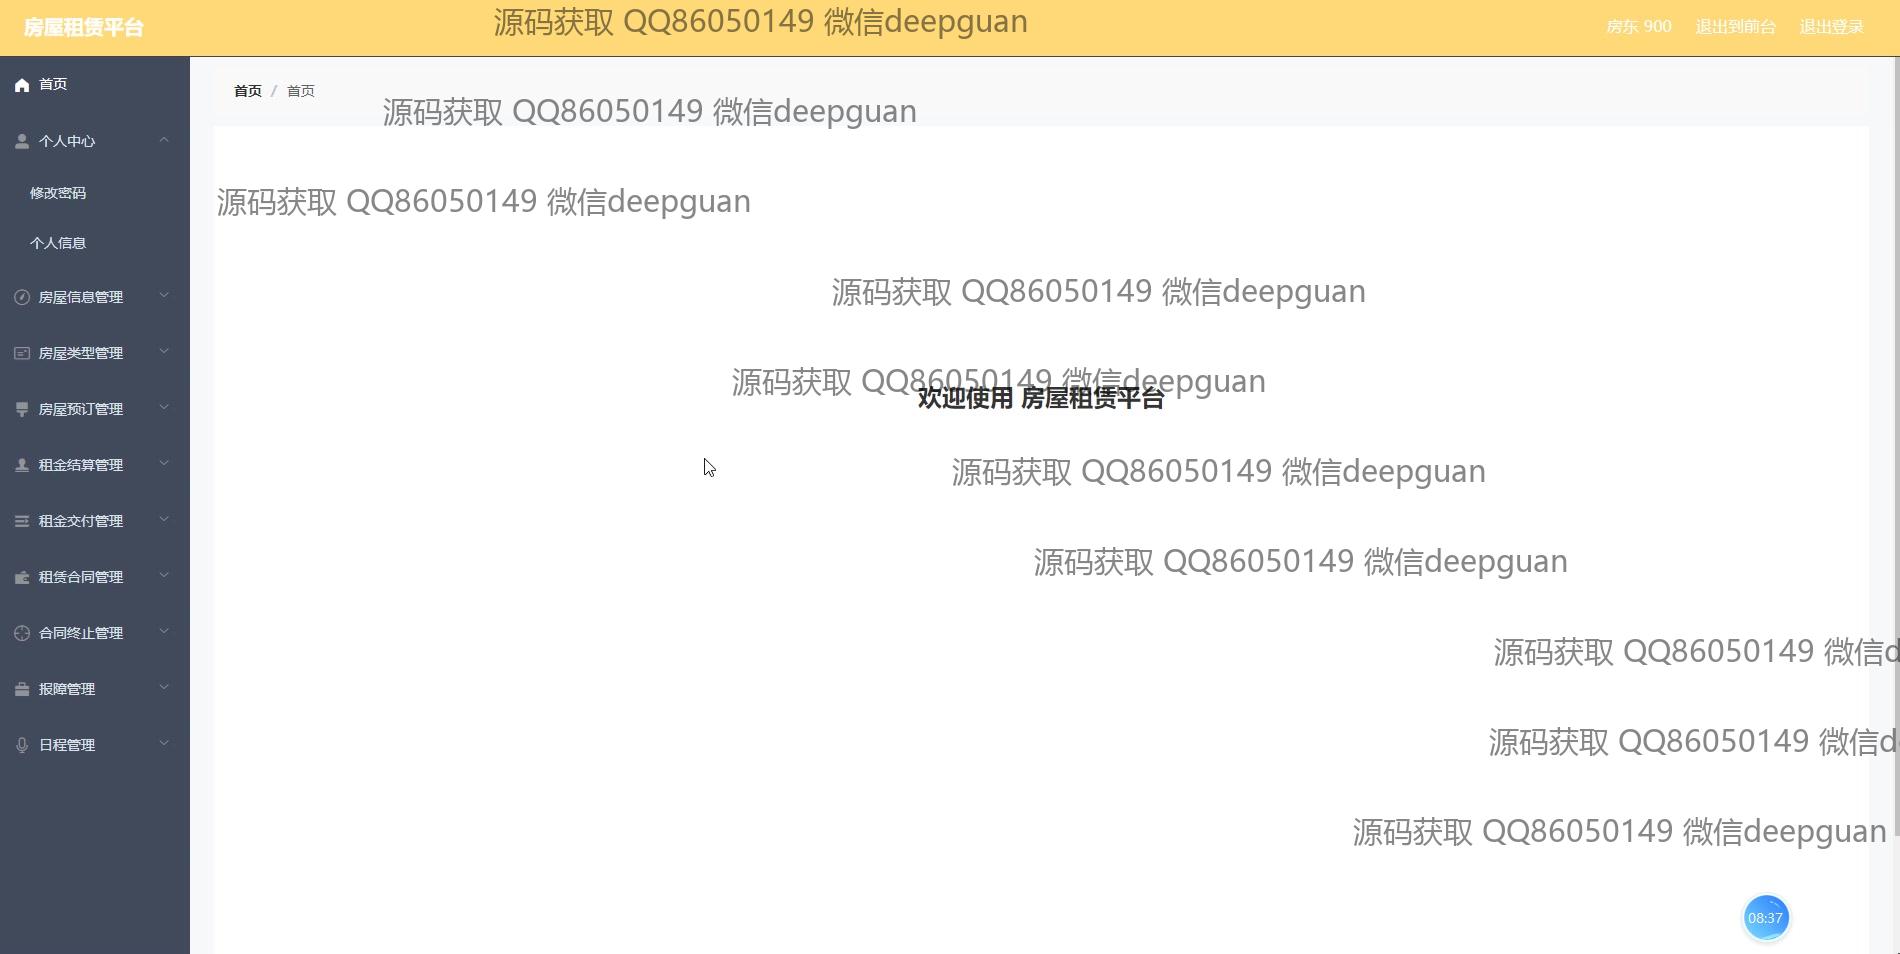 房屋租赁平台
源码获取 QQ86050149 微信deepguan
房东 900
退出到前台
退出登录
首页
首页 / 首页
源码获取 QQ86050149 微信deepguan
个人中心
修改密码
源码获取 QQ86050149 微信deepguan
个人信息
房屋信息管理
源码获取 QQ86050149 微信deepguan
房屋类型管理
源码获取 QQ86050149 微信deepguan
欢迎使用 房屋租赁平台
房屋预订管理
租金结算管理
源码获取 QQ86050149 微信deepguan
租金交付管理
租赁合同管理
源码获取 QQ86050149 微信deepguan
合同终止管理
源码获取 QQ86050149 微信d
报障管理
日程管理
源码获取 QQ86050149 微信d
源码获取 QQ86050149 微信deepguan
08:37